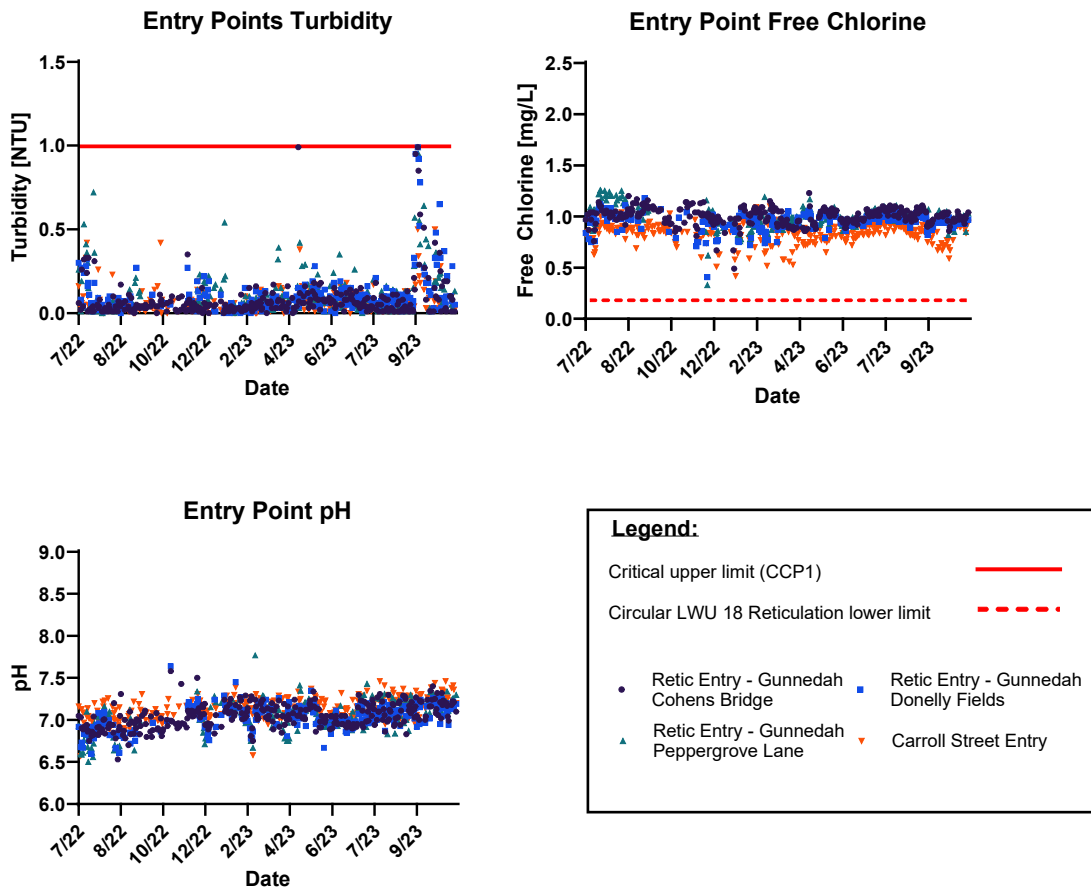 Entry Points Turbidity
Turbidity [NTU]
1.5
1.0
0.5
0.0
7/22
8/22
10/22
12/22
2/23
4/23
6/23
7/23
9/23
Date
Entry Point Free Chlorine
Free Chlorine [mg/L]
2.5
2.0
1.5
1.0
0.5
0.0
7/22
8/22
10/22
12/22
2/23
4/23
6/23
7/23
9/23
Date
Entry Point pH
pH
9.0
8.5
8.0
7.5
7.0
6.5
6.0
7/22
8/22
10/22
12/22
2/23
4/23
6/23
7/23
9/23
Date
Legend:
Critical upper limit (CCP1)
Circular LWU 18 Reticulation lower limit
Retic Entry - Gunnedah
Cohens Bridge
Retic Entry - Gunnedah
Donelly Fields
Retic Entry - Gunnedah
Peppergrove Lane
Carroll Street Entry